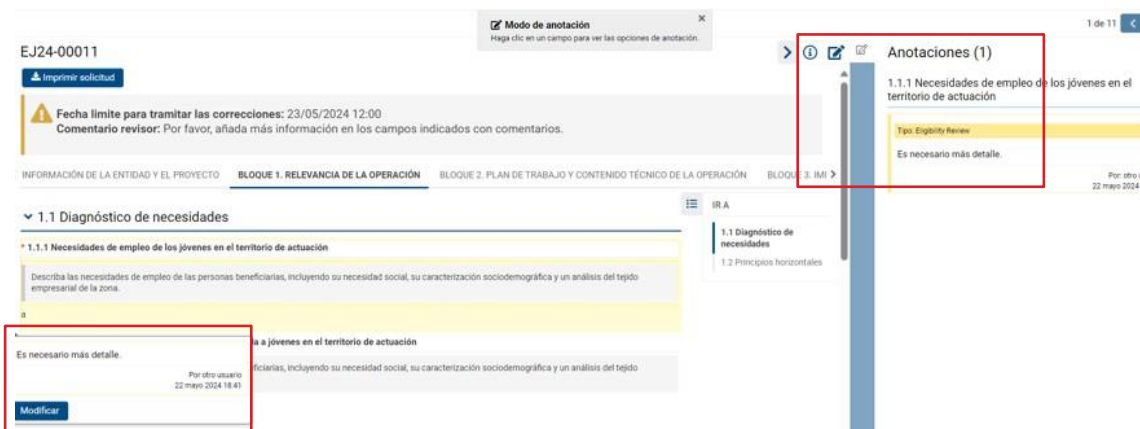 Modo de anotación
Haga clic en un campo para ver las opciones de anotación.
1 de 11
EJ24-00011
Imprimir solicitud
Fecha límite para tramitar las correcciones: 23/05/2024 12:00
Comentario revisor: Por favor, añada más información en los campos indicados con comentarios.
INFORMACIÓN DE LA ENTIDAD Y EL PROYECTO
BLOQUE 1. RELEVANCIA DE LA OPERACIÓN
BLOQUE 2. PLAN DE TRABAJO Y CONTENIDO TÉCNICO DE LA OPERACIÓN
BLOQUE 3. IMI
1.1 Diagnóstico de necesidades
* 1.1.1 Necesidades de empleo de los jóvenes en el territorio de actuación
Describa las necesidades de empleo de las personas beneficiarias, incluyendo su necesidad social, su caracterización sociodemográfica y un análisis del tejido
empresarial de la zona.
a
ia a jóvenes en el territorio de actuación
eficiarias, incluyendo su necesidad social, su caracterización sociodemográfica y un análisis del tejido
Es necesario más detalle.
Por otro usuario
22 mayo 2024 18:41
Modificar
IR A
1.1 Diagnóstico de
necesidades
1.2 Principios horizontales
Anotaciones (1)
1.1.1 Necesidades de empleo de los jóvenes en el
territorio de actuación
Tipo: Eligibility Review
Es necesario más detalle.
Por: otro
22 mayo 2024